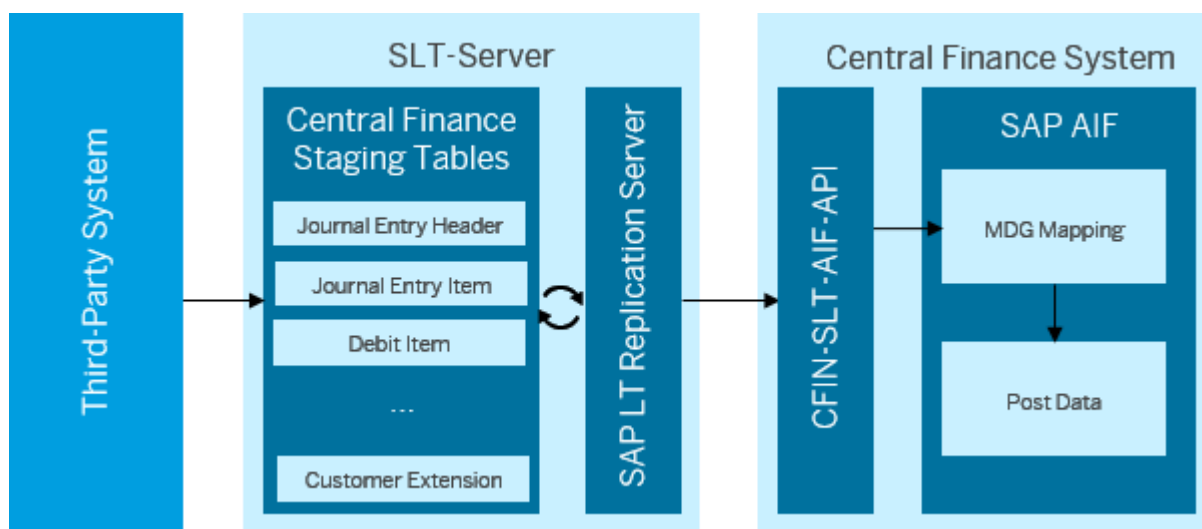 Third-Party System
SLT-Server
Central Finance
Staging Tables
Journal Entry Header
Journal Entry Item
Debit Item
...
Customer Extension
SAP LT Replication Server
Central Finance System
CFIN-SLT-AIF-API
SAP AIF
MDG Mapping
Post Data